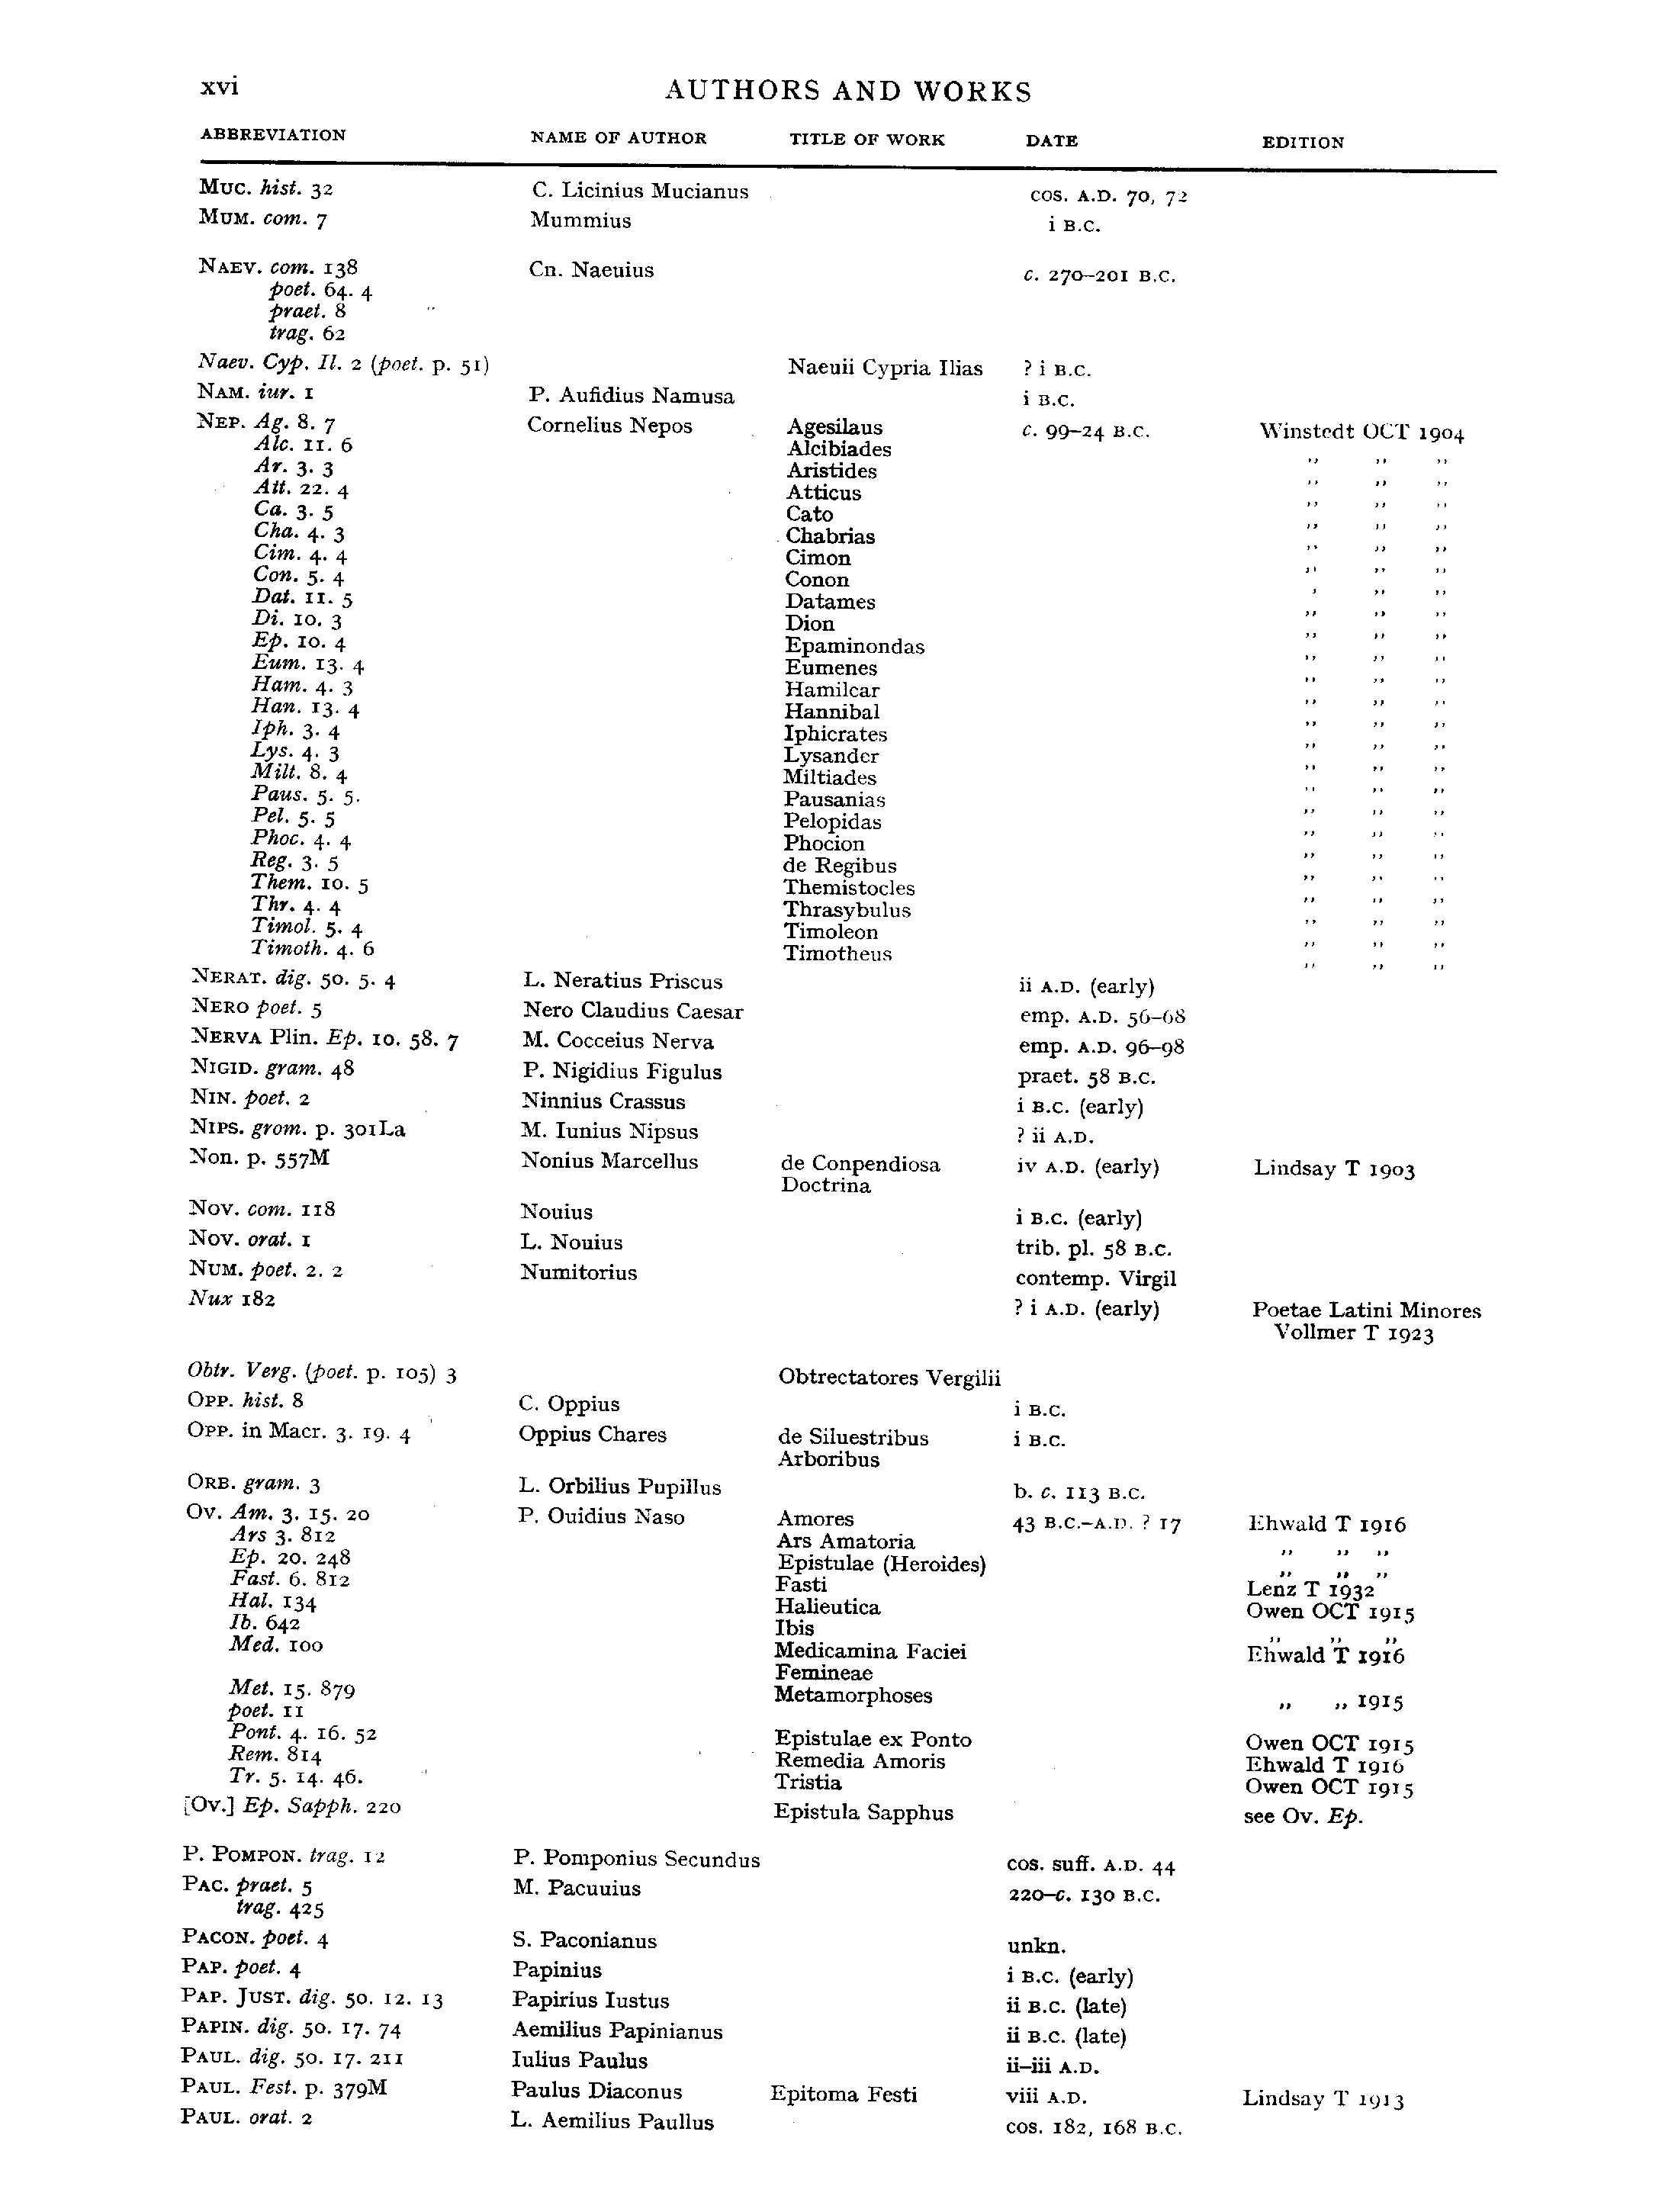 xvi AUTHORS AND WORKS
ABBREVIATION NAME OF AUTHOR TITLE OF WORK DATE EDITION
MUC. hist. 32 C. Licinius Mucianus cos. A.D. 70, 72
MUM. com. 7 Mummius i B.C.
NAEV. com. 138 Cn. Naeuius c. 270–201 B.C.
poet. 64. 4
praet. 8
trag. 62
Naev. Cyp. Il. 2 (poet. p. 51) Naeuii Cypria Ilias ? i B.C.
NAM. iur. 1 P. Aufidius Namusa i B.C.
NEP. Ag. 8. 7 Cornelius Nepos Agesilaus c. 99–24 B.C. Winstedt OCT 1904
Alc. 11. 6 Alcibiades ,, ,, ,,
Ar. 3. 3 Aristides ,, ,, ,,
Att. 22. 4 Atticus ,, ,, ,,
Ca. 3. 5 Cato ,, ,, ,,
Cha. 4. 3 Chabrias ,, ,, ,,
Cim. 4. 4 Cimon ,, ,, ,,
Con. 5. 4 Conon ,, ,, ,,
Dat. 11. 5 Datames ,, ,, ,,
Di. 10. 3 Dion ,, ,, ,,
Ep. 10. 4 Epaminondas ,, ,, ,,
Eum. 13. 4 Eumenes ,, ,, ,,
Ham. 4. 3 Hamilcar ,, ,, ,,
Han. 13. 4 Hannibal ,, ,, ,,
Iph. 3. 4 Iphicrates ,, ,, ,,
Lys. 4. 3 Lysander ,, ,, ,,
Milt. 8. 4 Miltiades ,, ,, ,,
Paus. 5. 5. Pausanias ,, ,, ,,
Pel. 5. 5 Pelopidas ,, ,, ,,
Phoc. 4. 4 Phocion ,, ,, ,,
Reg. 3. 5 de Regibus ,, ,, ,,
Them. 10. 5 Themistocles ,, ,, ,,
Thr. 4. 4 Thrasybulus ,, ,, ,,
Timol. 5. 4 Timoleon ,, ,, ,,
Timoth. 4. 6 Timotheus ,, ,, ,,
NERAT. dig. 50. 5. 4 L. Neratius Priscus ii A.D. (early)
NERO poet. 5 Nero Claudius Caesar emp. A.D. 56–68
NERVA Plin. Ep. 10. 58. 7 M. Cocceius Nerva emp. A.D. 96–98
NIGID. gram. 48 P. Nigidius Figulus praet. 58 B.C.
NIN. poet. 2 Ninnius Crassus i B.C. (early)
NIPS. grom. p. 301La M. Iunius Nipsus ? ii A.D.
Non. p. 557M Nonius Marcellus de Conpendiosa iv A.D. (early) Lindsay T 1903
Doctrina
NOV. com. 118 Nouius i B.C. (early)
NOV. orat. 1 L. Nouius trib. pl. 58 B.C.
NUM. poet. 2. 2 Numitorius contemp. Virgil
Nux 182 ? i A.D. (early) Poetae Latini Minores
Vollmer T 1923
Obtr. Verg. (poet. p. 105) 3 Obtrectatores Vergilii
OPP. hist. 8 C. Oppius i B.C.
OPP. in Macr. 3. 19. 4 Oppius Chares de Siluestribus i B.C.
Arboribus
ORB. gram. 3 L. Orbilius Pupillus b. c. 113 B.C.
OV. Am. 3. 15. 20 P. Ouidius Naso Amores 43 B.C.–A.D. ? 17 Ehwald T 1916
Ars 3. 812 Ars Amatoria ,, ,, ,,
Ep. 20. 248 Epistulae (Heroides) ,, ,, ,,
Fast. 6. 812 Fasti Lenz T 1932
Hal. 134 Halieutica Owen OCT 1915
Ib. 642 Ibis ,, ,, ,,
Med. 100 Medicamina Faciei Ehwald T 1916
Femineae
Met. 15. 879 Metamorphoses ,, ,, 1915
poet. 11
Pont. 4. 16. 52 Epistulae ex Ponto Owen OCT 1915
Rem. 814 Remedia Amoris Ehwald T 1916
Tr. 5. 14. 46. Tristia Owen OCT 1915
[OV.] Ep. Sapph. 220 Epistula Sapphus see Ov. Ep.
P. POMPON. trag. 12 P. Pomponius Secundus cos. suff. A.D. 44
PAC. praet. 5 M. Pacuuius 220–c. 130 B.C.
trag. 425
PACON. poet. 4 S. Paconianus unkn.
PAP. poet. 4 Papinius i B.C. (early)
PAP. JUST. dig. 50. 12. 13 Papirius Iustus ii B.C. (late)
PAPIN. dig. 50. 17. 74 Aemilius Papinianus ii B.C. (late)
PAUL. dig. 50. 17. 211 Iulius Paulus ii–iii A.D.
PAUL. Fest. p. 379M Paulus Diaconus Epitoma Festi viii A.D. Lindsay T 1913
PAUL. orat. 2 L. Aemilius Paullus cos. 182, 168 B.C.